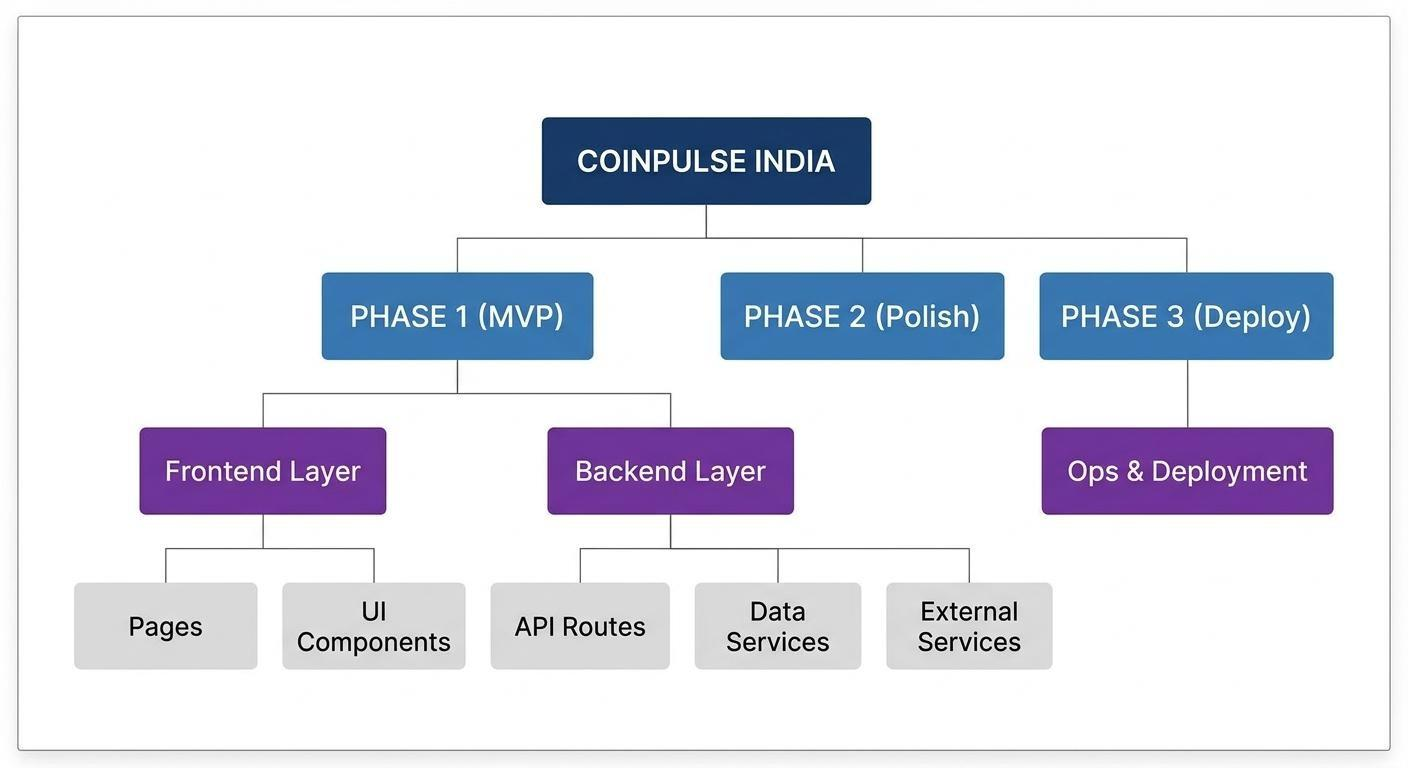 COINPULSE INDIA
PHASE 1 (MVP)
PHASE 2 (Polish)
PHASE 3 (Deploy)
Frontend Layer
Backend Layer
Ops & Deployment
Pages
UI
Components
API Routes
Data
Services
External
Services